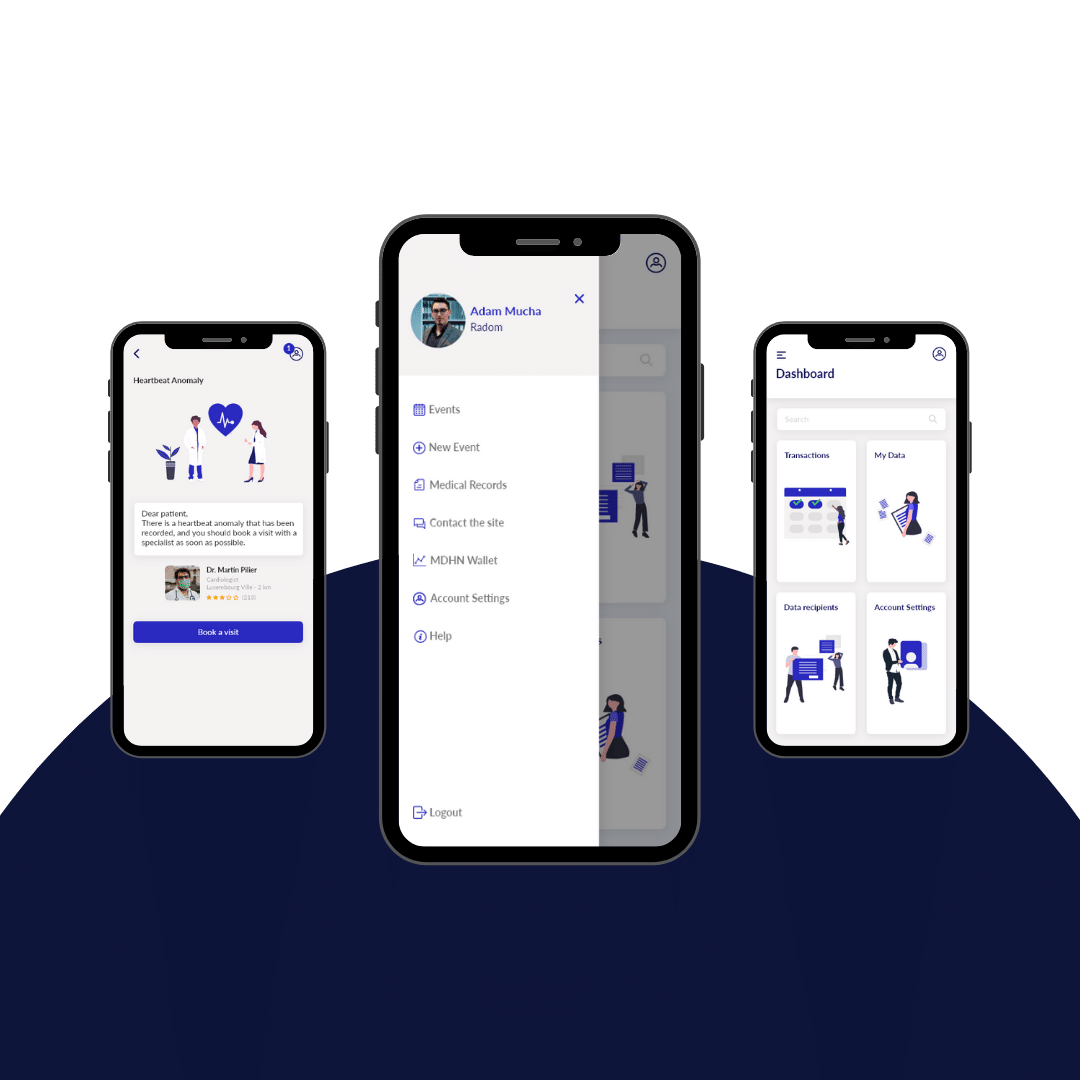 1
Heartbeat Anomaly
Dear patient,
There is a heartbeat anomaly that has been
recorded, and you should book a visit with a
specialist as soon as possible.
Dr. Martin Pilier
Cardiologist
Luxembourg Ville - 2 km
(210)
Book a visit
Adam Mucha
Radom
Events
New Event
Medical Records
Contact the site
MDHN Wallet
Account Settings
Help
Logout
s
Dashboard
Search
Transactions
My Data
Data recipients
Account Settings